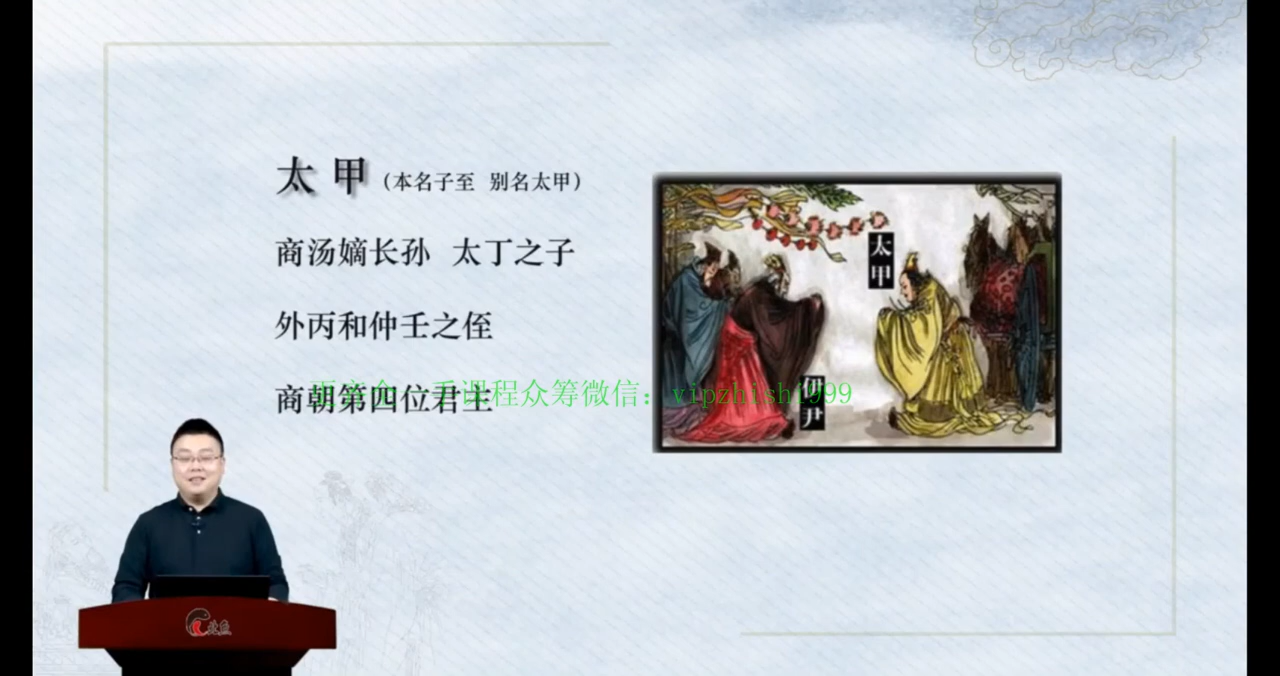 太 甲（本名子至 别名太甲）
商汤嫡长孙 太丁之子
外丙和仲壬之侄
商朝第四位君主
手课程众筹微信：vipzhishi999
太甲
伊尹